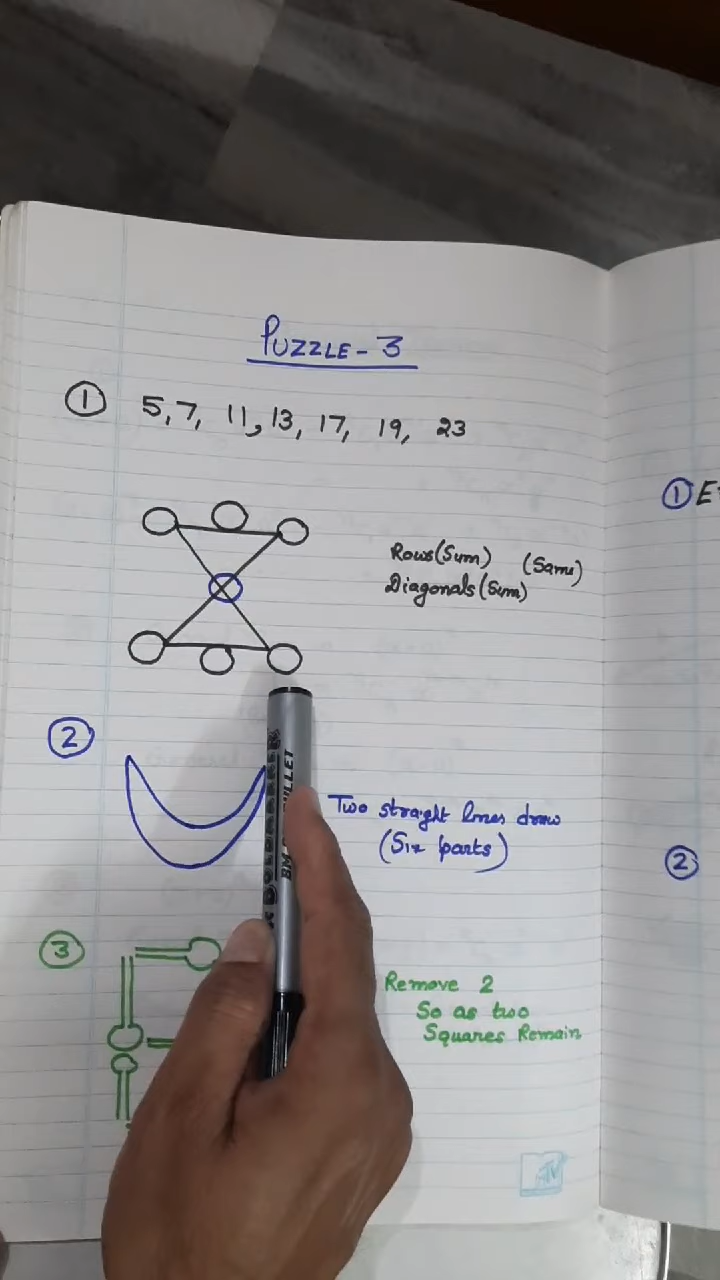 PUZZLE-3
1 5, 7, 11, 13, 17, 19, 23
Rows (Sum) (Same)
Diagonals (Sum)
1 E
2
Two straight lines draw
(Six parts)
2
3
Remove 2
So as two
Squares Remain